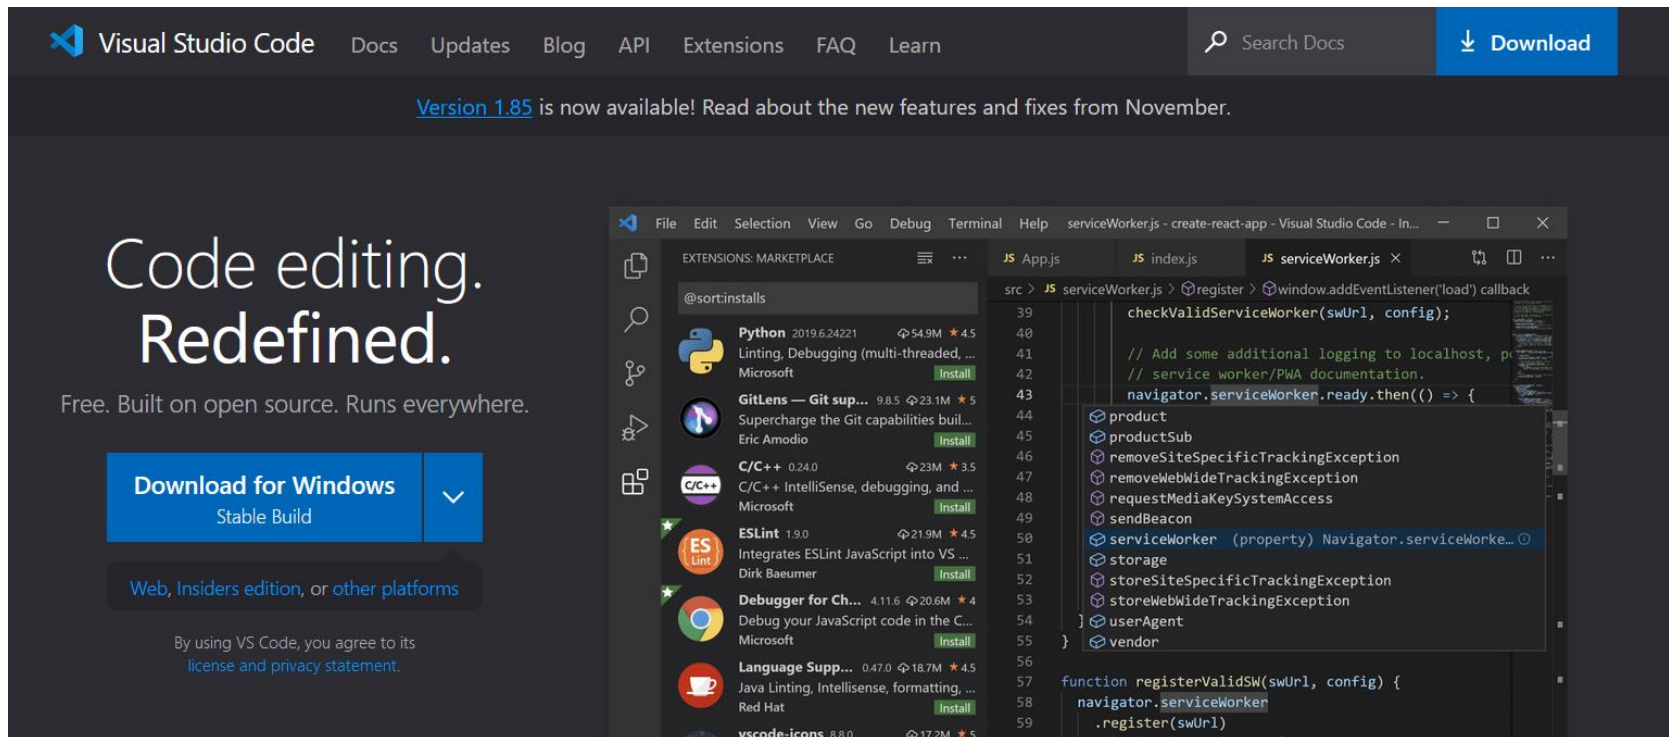 Visual Studio Code Docs Updates Blog API Extensions FAQ Learn Search Docs Download
Version 1.85 is now available! Read about the new features and fixes from November.
Code editing.
Redefined.
Free. Built on open source. Runs everywhere.
Download for Windows
Stable Build
Web, Insiders edition, or other platforms
By using VS Code, you agree to its
license and privacy statement.
File Edit Selection View Go Debug Terminal Help serviceWorker.js - create-react-app - Visual Studio Code - In...
EXTENSIONS: MARKETPLACE
@sort:installs
Python 2019.6.24221 54.9M ★ 4.5
Linting, Debugging (multi-threaded, ...
Microsoft Install
GitLens — Git sup... 9.8.5 23.1M ★ 5
Supercharge the Git capabilities buil...
Eric Amodio Install
C/C++ 0.24.0 23M ★ 3.5
C/C++ IntelliSense, debugging, and ...
Microsoft Install
ESLint 1.9.0 21.9M ★ 4.5
Integrates ESLint JavaScript into VS ...
Dirk Baeumer Install
Debugger for Ch... 4.11.6 20.6M ★ 4
Debug your JavaScript code in the C...
Microsoft Install
Language Supp... 0.47.0 18.7M ★ 4.5
Java Linting, Intellisense, formatting, ...
Red Hat Install
vscode-icons 8.8.0 17.2M ★ 5
C/C++
ES
Lint
JS App.js JS index.js JS serviceWorker.js
src > JS serviceWorker.js > register > window.addEventListener('load') callback
39 checkValidServiceWorker(swUrl, config);
40
41 // Add some additional logging to localhost, po
42 // service worker/PWA documentation.
43 navigator.serviceWorker.ready.then(() => {
44 product
45 productSub
46 removeSiteSpecificTrackingException
47 removeWebWideTrackingException
48 requestMediaKeySystemAccess
49 sendBeacon
50 serviceWorker (property) Navigator.serviceWorke...
51 storage
52 storeSiteSpecificTrackingException
53 storeWebWideTrackingException
54 } userAgent
55 } vendor
56
57 function registerValidSW(swUrl, config) {
58 navigator.serviceWorker
59 .register(swUrl)